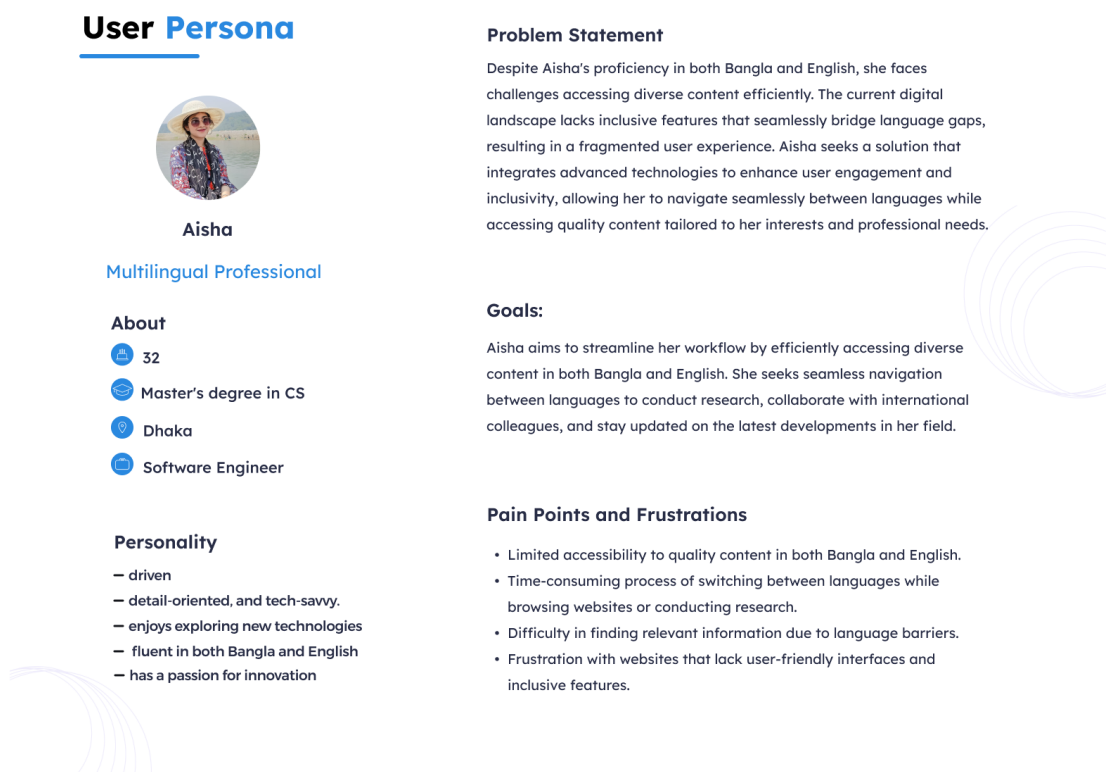 User Persona
Aisha
Multilingual Professional
About
32
Master's degree in CS
Dhaka
Software Engineer
Personality
– driven
– detail-oriented, and tech-savvy.
– enjoys exploring new technologies
– fluent in both Bangla and English
– has a passion for innovation
Problem Statement
Despite Aisha's proficiency in both Bangla and English, she faces
challenges accessing diverse content efficiently. The current digital
landscape lacks inclusive features that seamlessly bridge language gaps,
resulting in a fragmented user experience. Aisha seeks a solution that
integrates advanced technologies to enhance user engagement and
inclusivity, allowing her to navigate seamlessly between languages while
accessing quality content tailored to her interests and professional needs.
Goals:
Aisha aims to streamline her workflow by efficiently accessing diverse
content in both Bangla and English. She seeks seamless navigation
between languages to conduct research, collaborate with international
colleagues, and stay updated on the latest developments in her field.
Pain Points and Frustrations
• Limited accessibility to quality content in both Bangla and English.
• Time-consuming process of switching between languages while
browsing websites or conducting research.
• Difficulty in finding relevant information due to language barriers.
• Frustration with websites that lack user-friendly interfaces and
inclusive features.